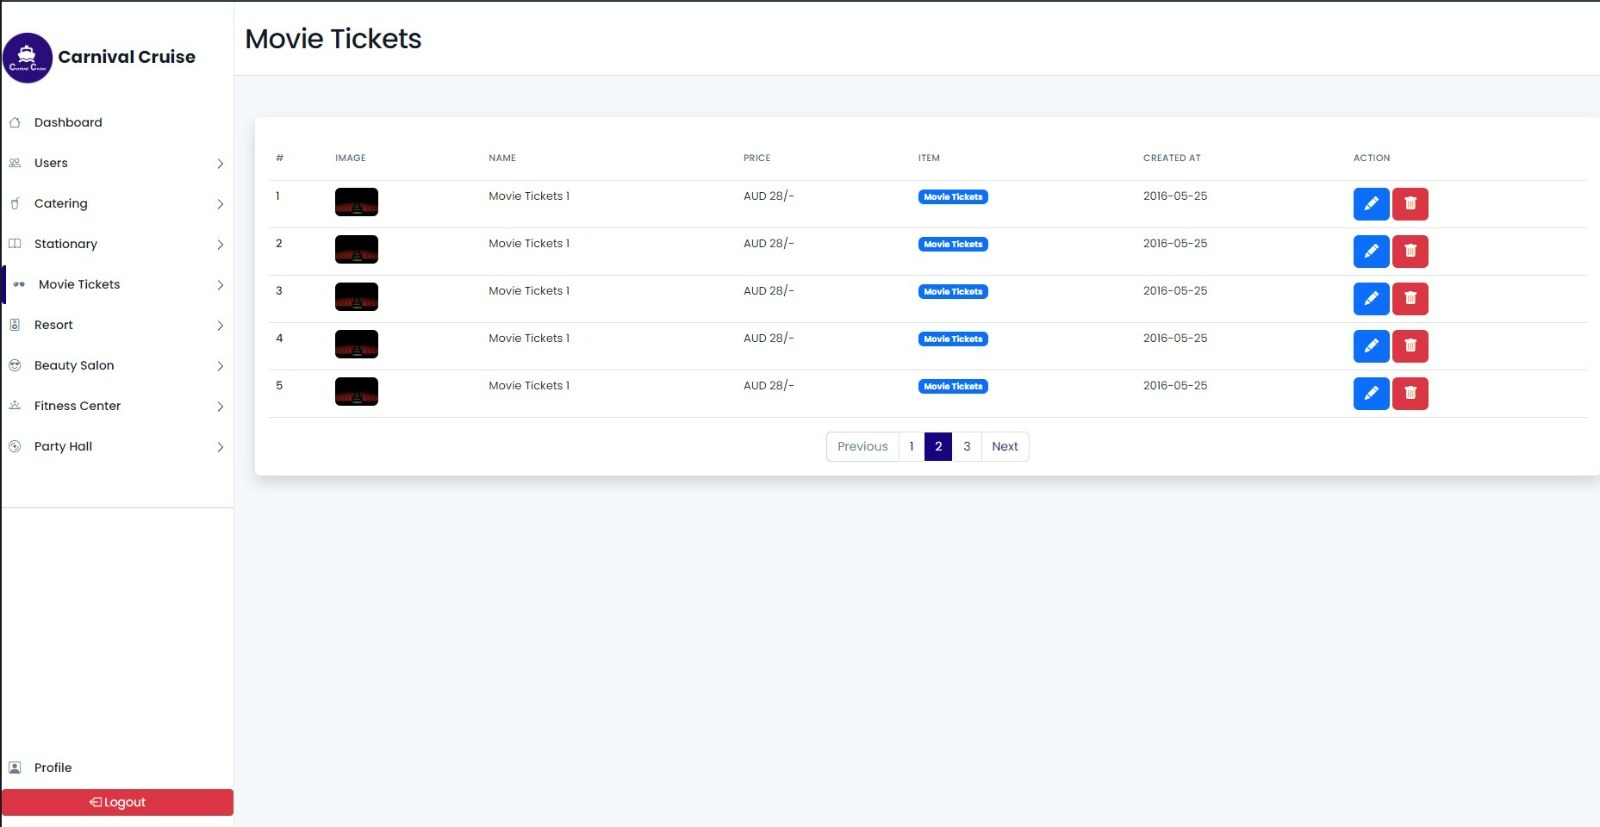 Carnival Cruise
Carnival Cruise
Dashboard
Users
Catering
Stationary
Movie Tickets
Resort
Beauty Salon
Fitness Center
Party Hall
Profile
Logout
Movie Tickets
# IMAGE NAME PRICE ITEM CREATED AT ACTION
1 Movie Tickets 1 AUD 28/- Movie Tickets 2016-05-25
2 Movie Tickets 1 AUD 28/- Movie Tickets 2016-05-25
3 Movie Tickets 1 AUD 28/- Movie Tickets 2016-05-25
4 Movie Tickets 1 AUD 28/- Movie Tickets 2016-05-25
5 Movie Tickets 1 AUD 28/- Movie Tickets 2016-05-25
Previous 1 2 3 Next